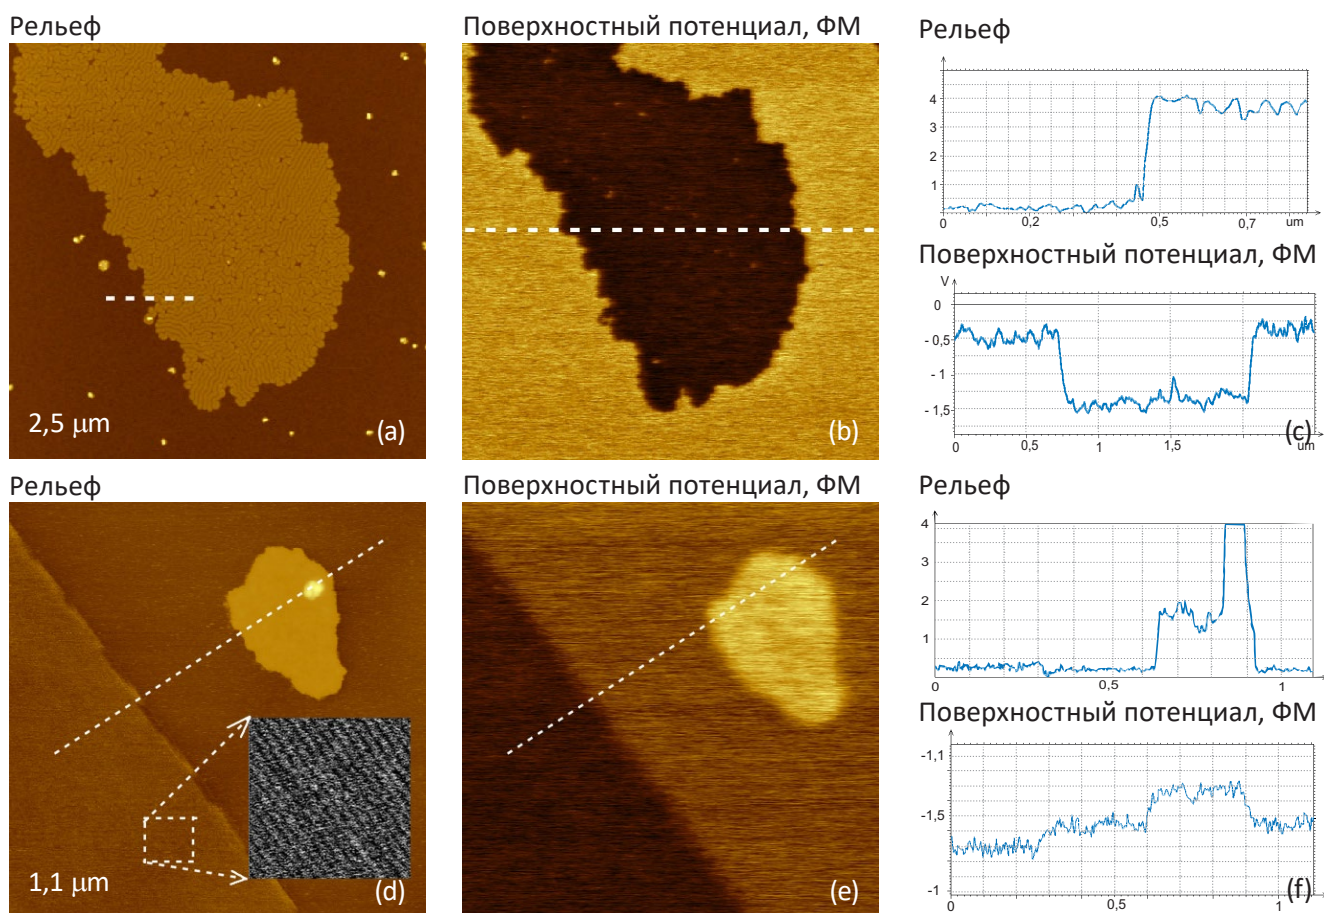 Рельеф
Поверхностный потенциал, ФМ
Рельеф
4
3
2
1
0
0,2
0,5
0,7
um
Поверхностный потенциал, ФМ
V
0
- 0,5
- 1
- 1,5
0
0,5
1
1,5
um
2,5 μm
(a)
(b)
(c)
Рельеф
Поверхностный потенциал, ФМ
Рельеф
4
3
2
1
0
0,5
1
Поверхностный потенциал, ФМ
-1,1
-1,5
-1
0
0,5
1
1,1 μm
(d)
(e)
(f)